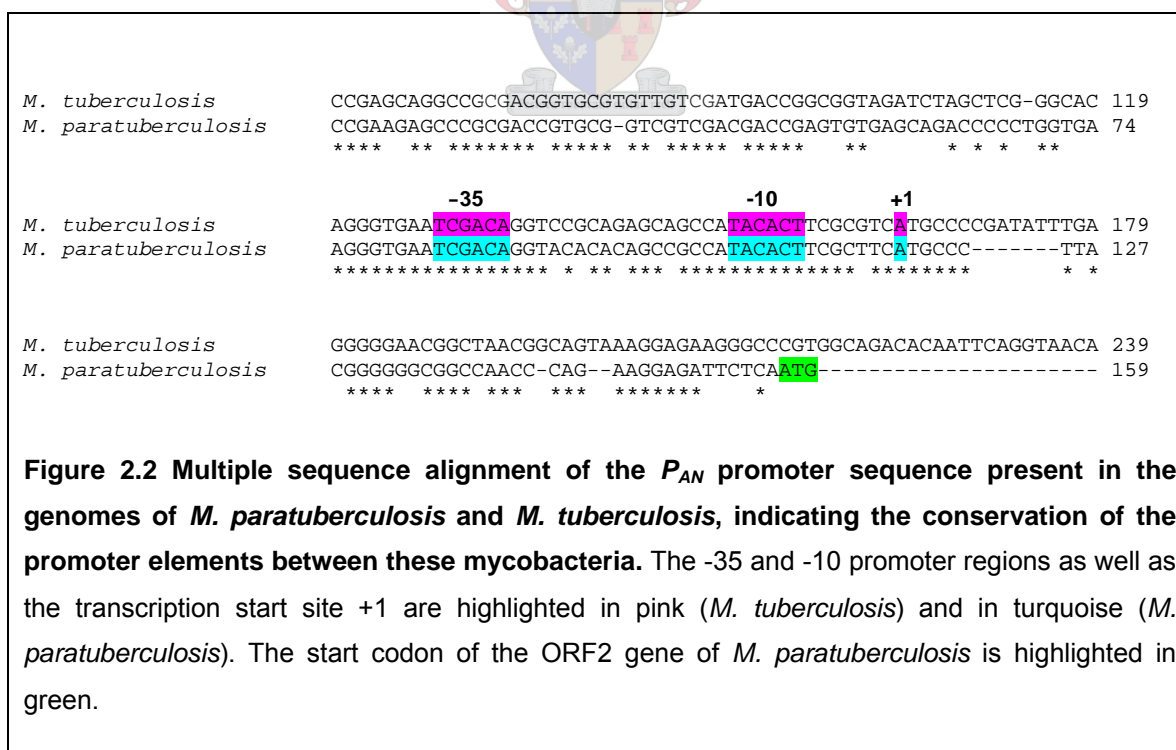 M. tuberculosis CCGAGCAGGCCGCGACGGTGCGTGTTGTCGATGACCGGCGGTAGATCTAGCTCG-GGCAC 119
M. paratuberculosis CCGAAGAGCCCGCGACCGTGCG-GTCGTCGACGACCGAGTGTGAGCAGACCCCCTGGTGA 74
**** ** ******* ***** ** ***** ***** ** * * * **
-35 -10 +1
M. tuberculosis AGGGTGAATCGACAGGTCCGCAGAGCAGCCATACACTTCGCGTCATGCCCCGATATTTGA 179
M. paratuberculosis AGGGTGAATCGACAGGTACACACAGCCGCCATACACTTCGCTTCATGCCC-------TTA 127
***************** * ** *** *************** ******** * *
M. tuberculosis GGGGGAACGGCTAACGGCAGTAAAGGAGAAGGGCCCGTGGCAGACACAATTCAGGTAACA 239
M. paratuberculosis CGGGGGGCGGCCAACC-CAG--AAGGAGATTCTCAATG---------------------- 159
**** **** *** *** ******* *
Figure 2.2 Multiple sequence alignment of the PAN promoter sequence present in the
genomes of M. paratuberculosis and M. tuberculosis, indicating the conservation of the
promoter elements between these mycobacteria. The -35 and -10 promoter regions as well as
the transcription start site +1 are highlighted in pink (M. tuberculosis) and in turquoise (M.
paratuberculosis). The start codon of the ORF2 gene of M. paratuberculosis is highlighted in
green.